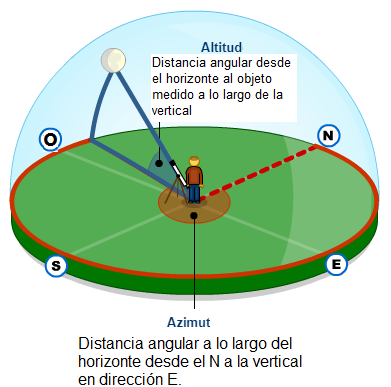 Altitud
Distancia angular desde
el horizonte al objeto
medido a lo largo de la
vertical
O
N
S
E
Azimut
Distancia angular a lo largo del
horizonte desde el N a la vertical
en dirección E.